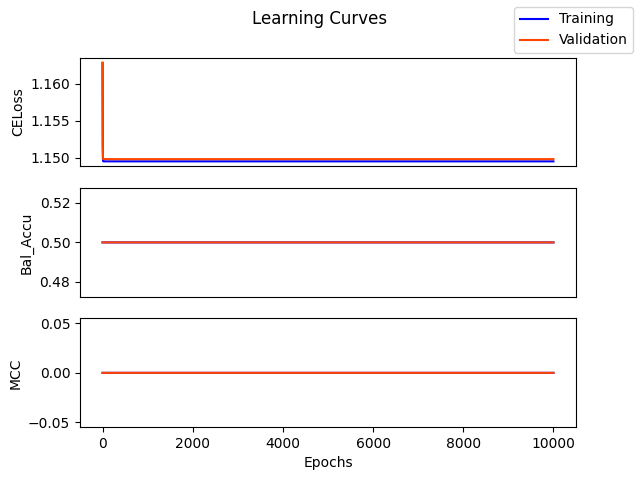 Learning Curves
Training
Validation
1.160
1.155
1.150
CELoss
0.52
0.50
0.48
Bal_Accu
0.05
0.00
−0.05
MCC
0 2000 4000 6000 8000 10000
Epochs